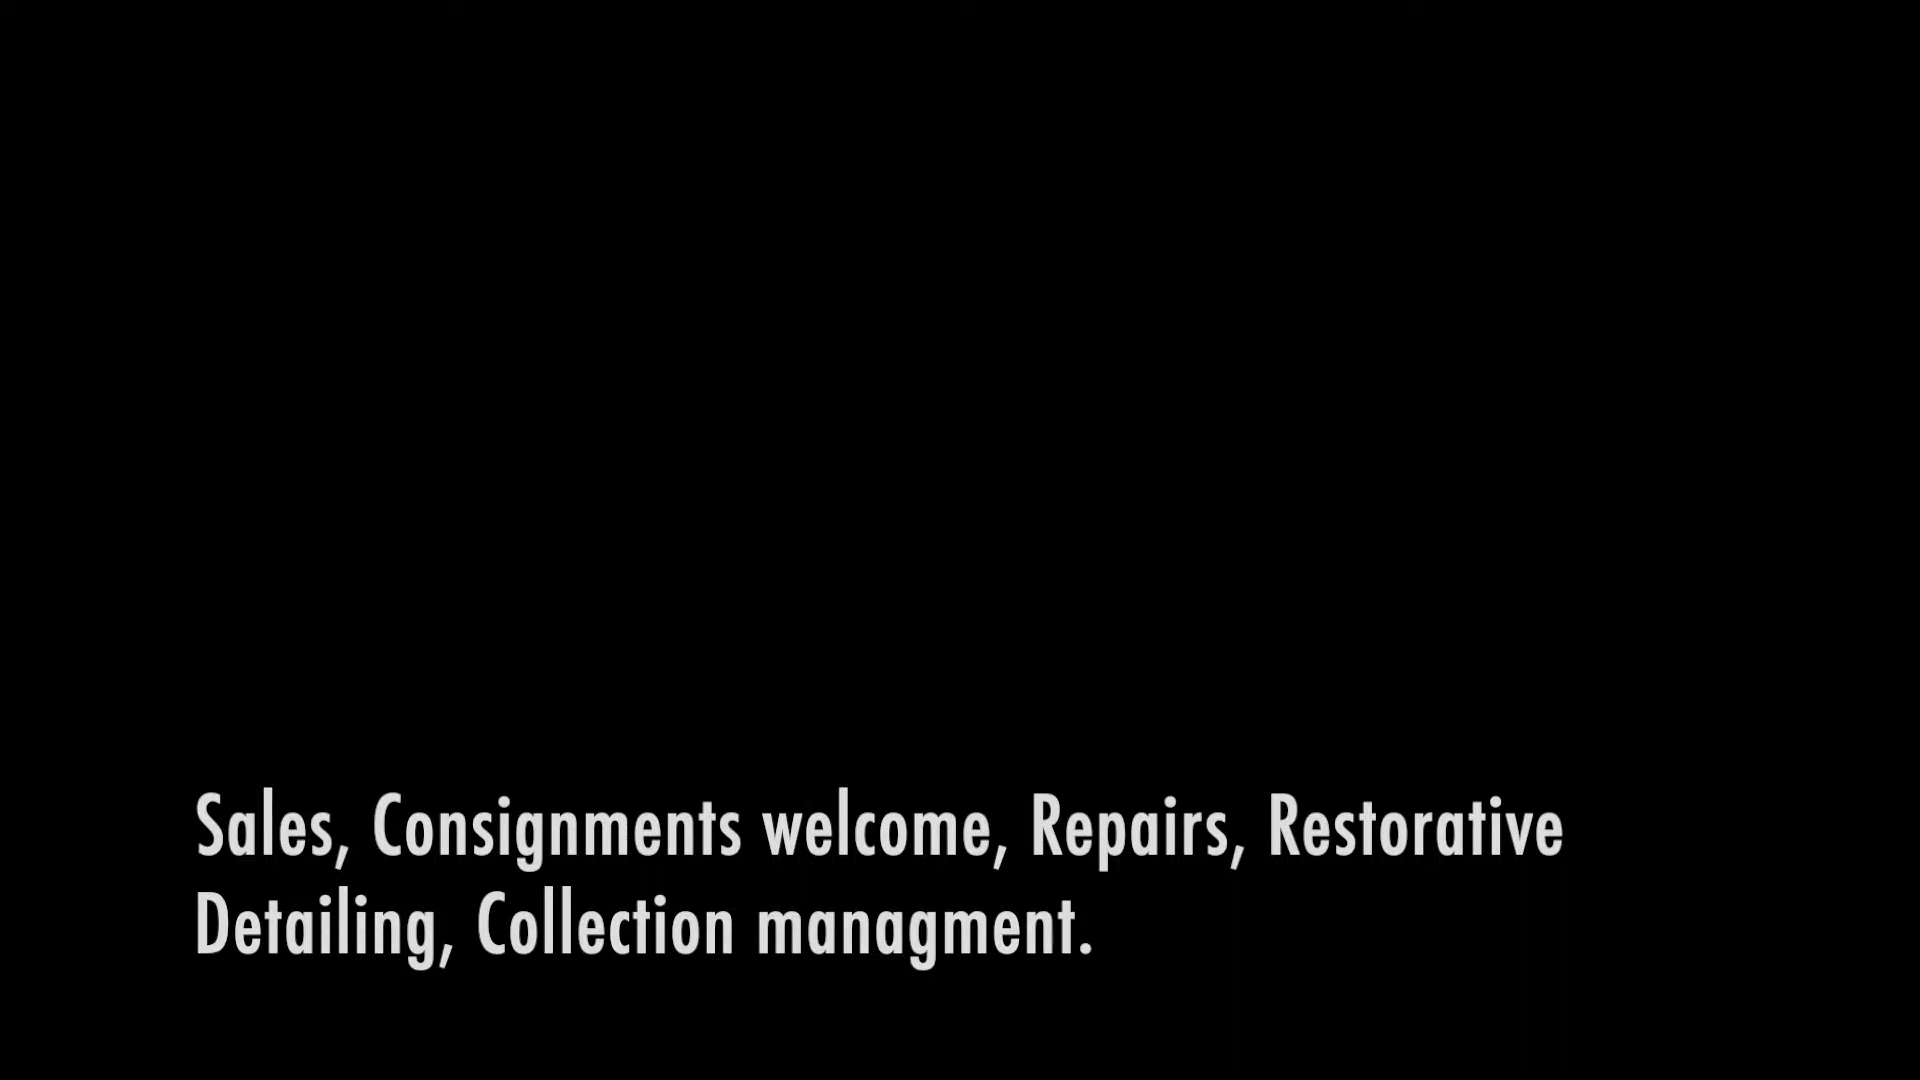 Sales, Consignments welcome, Repairs, Restorative
Detailing, Collection managment.